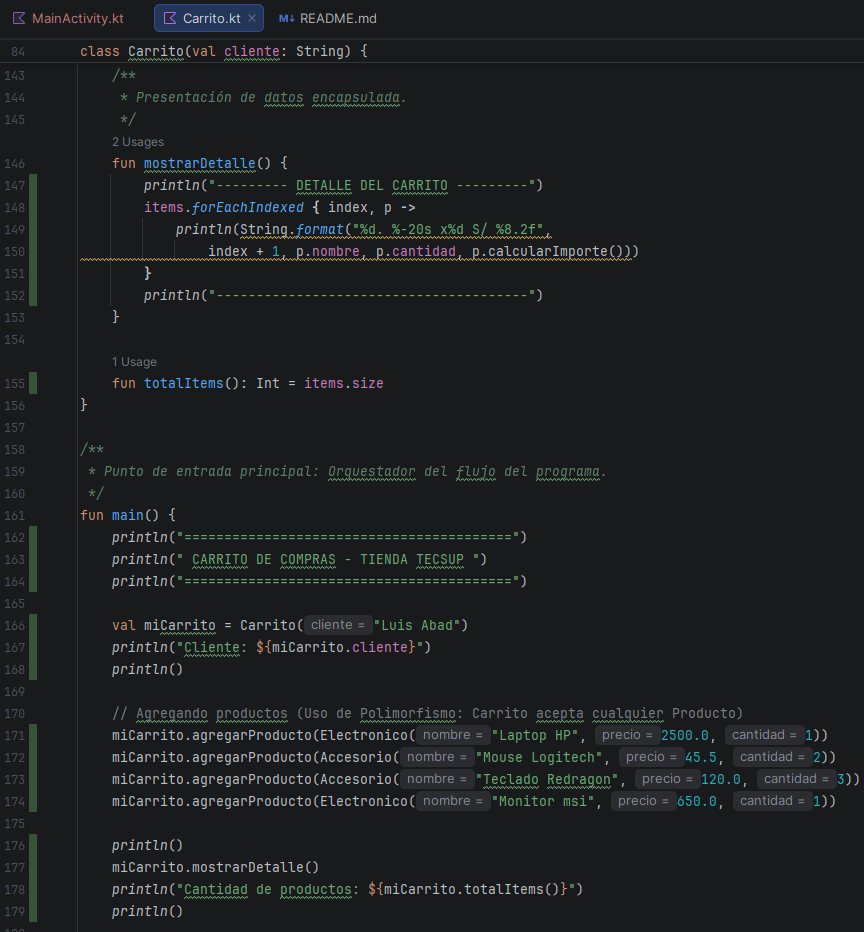 MainActivity.kt Carrito.kt × M↓ README.md
84 class Carrito(val cliente: String) {
143 /**
144 * Presentación de datos encapsulada.
145 */
2 Usages
146 fun mostrarDetalle() {
147 println("--------- DETALLE DEL CARRITO ---------")
148 items.forEachIndexed { index, p ->
149 println(String.format("%d. %-20s x%d S/ %8.2f",
150 index + 1, p.nombre, p.cantidad, p.calcularImporte()))
151 }
152 println("---------------------------------------")
153 }
154
1 Usage
155 fun totalItems(): Int = items.size
156 }
157
158 /**
159 * Punto de entrada principal: Orquestador del flujo del programa.
160 */
161 fun main() {
162 println("=========================================")
163 println(" CARRITO DE COMPRAS - TIENDA TECSUP ")
164 println("=========================================")
165
166 val miCarrito = Carrito( cliente = "Luis Abad")
167 println("Cliente: ${miCarrito.cliente}")
168 println()
169
170 // Agregando productos (Uso de Polimorfismo: Carrito acepta cualquier Producto)
171 miCarrito.agregarProducto(Electronico( nombre = "Laptop HP", precio = 2500.0, cantidad = 1))
172 miCarrito.agregarProducto(Accesorio( nombre = "Mouse Logitech", precio = 45.5, cantidad = 2))
173 miCarrito.agregarProducto(Accesorio( nombre = "Teclado Redragon", precio = 120.0, cantidad = 3))
174 miCarrito.agregarProducto(Electronico( nombre = "Monitor msi", precio = 650.0, cantidad = 1))
175
176 println()
177 miCarrito.mostrarDetalle()
178 println("Cantidad de productos: ${miCarrito.totalItems()}")
179 println()